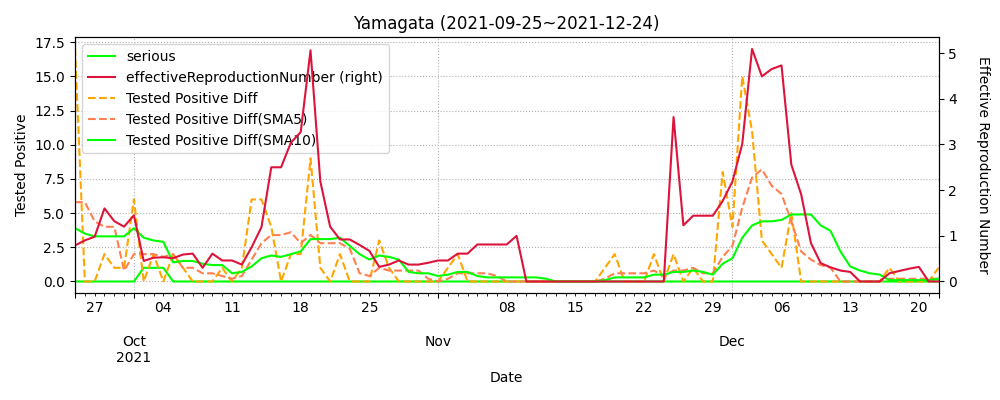 Yamagata (2021-09-25~2021-12-24)
serious
effectiveReproductionNumber (right)
Tested Positive Diff
Tested Positive Diff(SMA5)
Tested Positive Diff(SMA10)
Tested Positive
17.5
15.0
12.5
10.0
7.5
5.0
2.5
0.0
Effective Reproduction Number
5
4
3
2
1
0
27 04 11 18 25 08 15 22 29 06 13 20
Oct Nov Dec
2021
Date